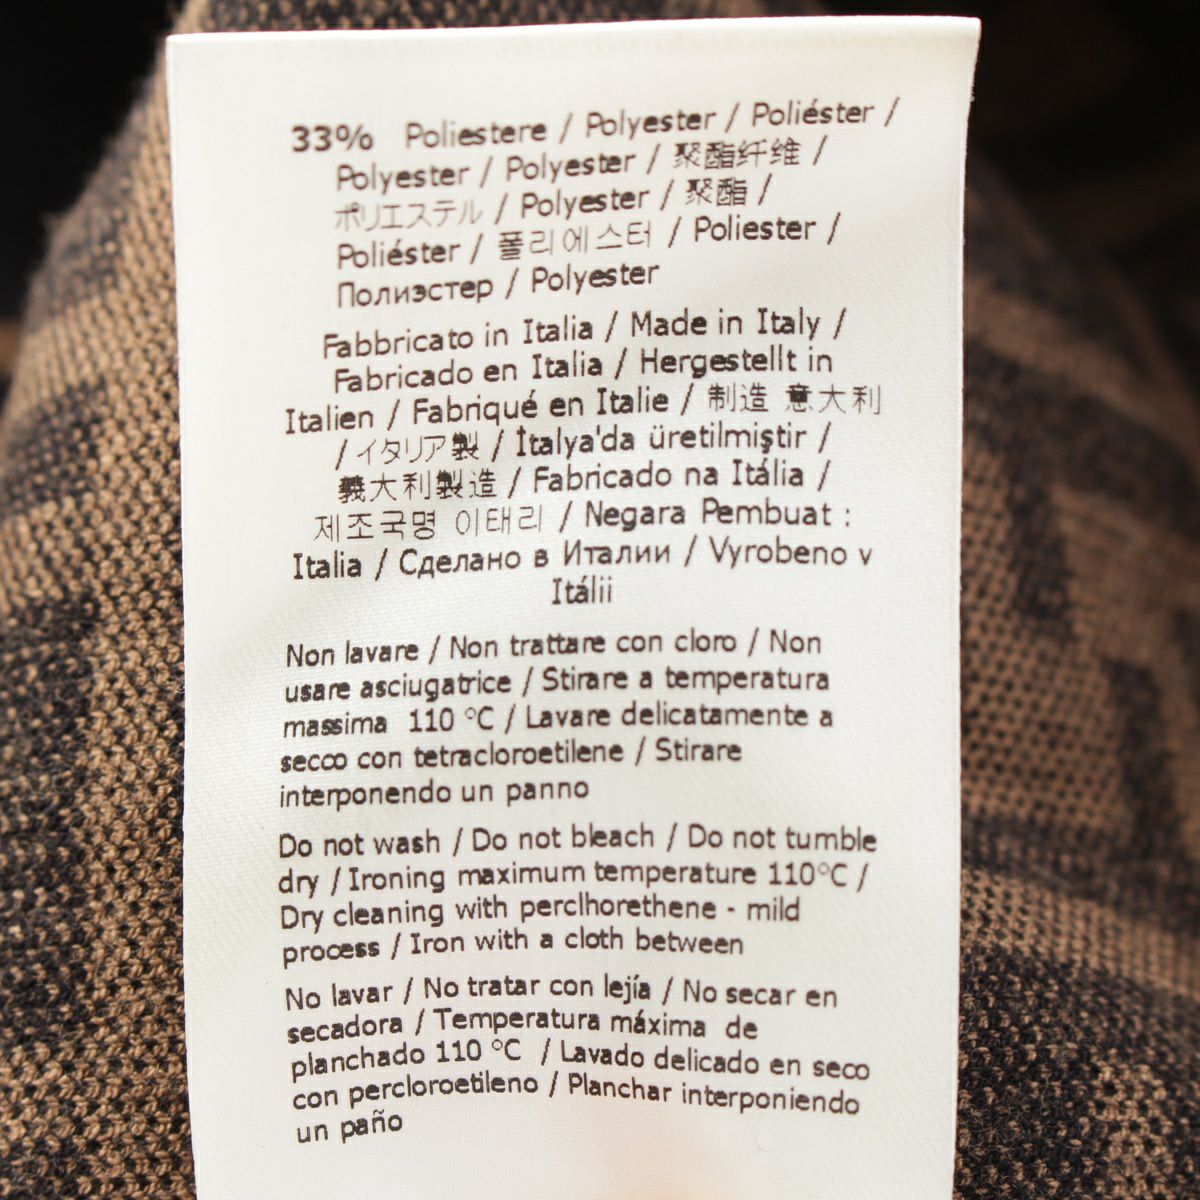 33% Poliestere / Polyester / Poliéster /
Polyester / Polyester / 聚酯纤维 /
ポリエステル / Polyester / 聚酯 /
Poliéster / 폴리에스터 / Poliester /
Полиэстер / Polyester
Fabbricato in Italia / Made in Italy /
Fabricado en Italia / Hergestellt in
Italien / Fabriqué en Italie / 制造 意大利
/ イタリア製 / İtalya'da üretilmiştir /
義大利製造 / Fabricado na Itália /
제조국명 이태리 / Negara Pembuat :
Italia / Сделано в Италии / Vyrobeno v
Itálii
Non lavare / Non trattare con cloro / Non
usare asciugatrice / Stirare a temperatura
massima 110 °C / Lavare delicatamente a
secco con tetracloroetilene / Stirare
interponendo un panno
Do not wash / Do not bleach / Do not tumble
dry / Ironing maximum temperature 110°C /
Dry cleaning with perclhorethene - mild
process / Iron with a cloth between
No lavar / No tratar con lejía / No secar en
secadora / Temperatura máxima de
planchado 110 °C / Lavado delicado en seco
con percloroetileno / Planchar interponiendo
un paño